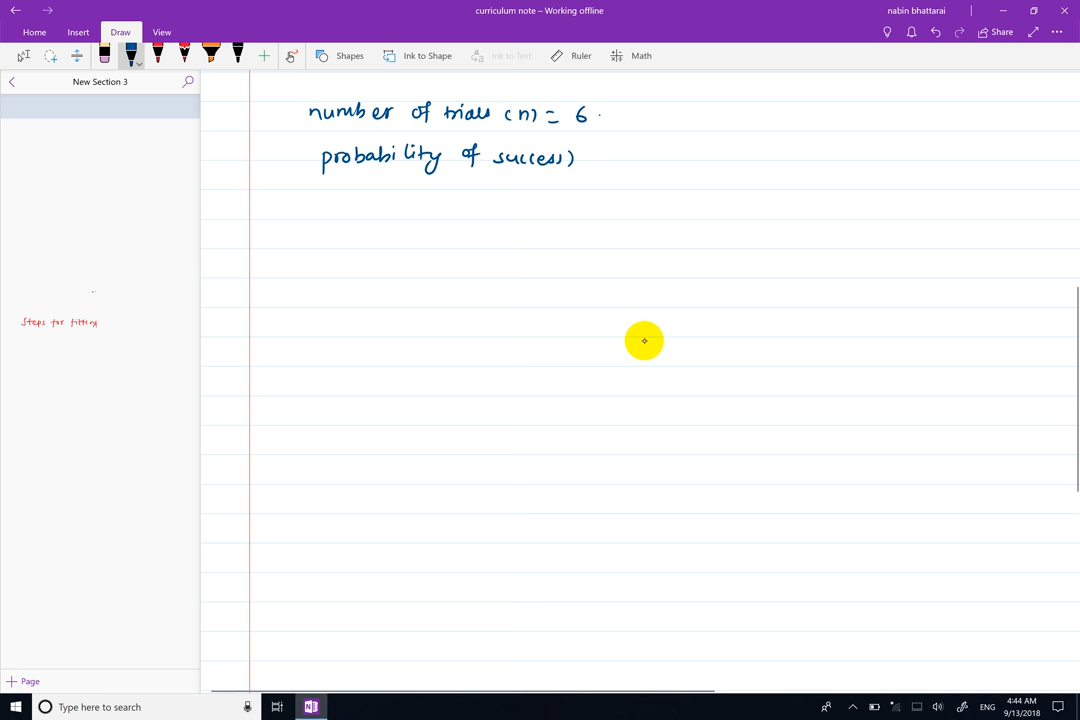 curriculum note – Working offline
nabin bhattarai
Home Insert Draw View
Share
Shapes Ink to Shape Ink to Text Ruler Math
New Section 3
number of trials (n) = 6
probability of success)
Steps for fitting
Page
Type here to search
ENG
4:44 AM
9/13/2018